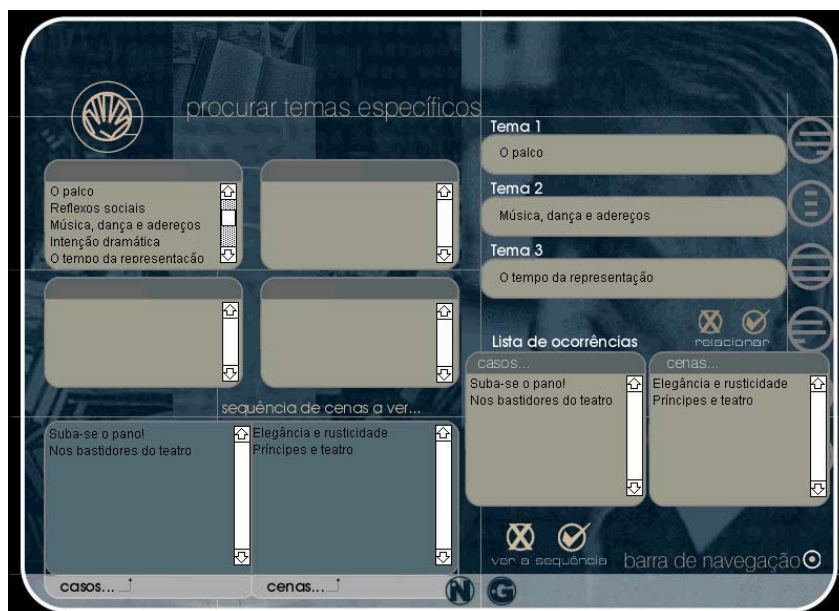 procurar temas específicos
O palco
Reflexos sociais
Música, dança e adereços
Intenção dramática
O tempo da representação
Tema 1
O palco
Tema 2
Música, dança e adereços
Tema 3
O tempo da representação
relacionar
Lista de ocorrências
casos...
Suba-se o pano!
Nos bastidores do teatro
cenas...
Elegância e rusticidade
Príncipes e teatro
sequência de cenas a ver...
Suba-se o pano!
Nos bastidores do teatro
Elegância e rusticidade
Príncipes e teatro
casos...
cenas...
ver a sequência
barra de navegação
N G